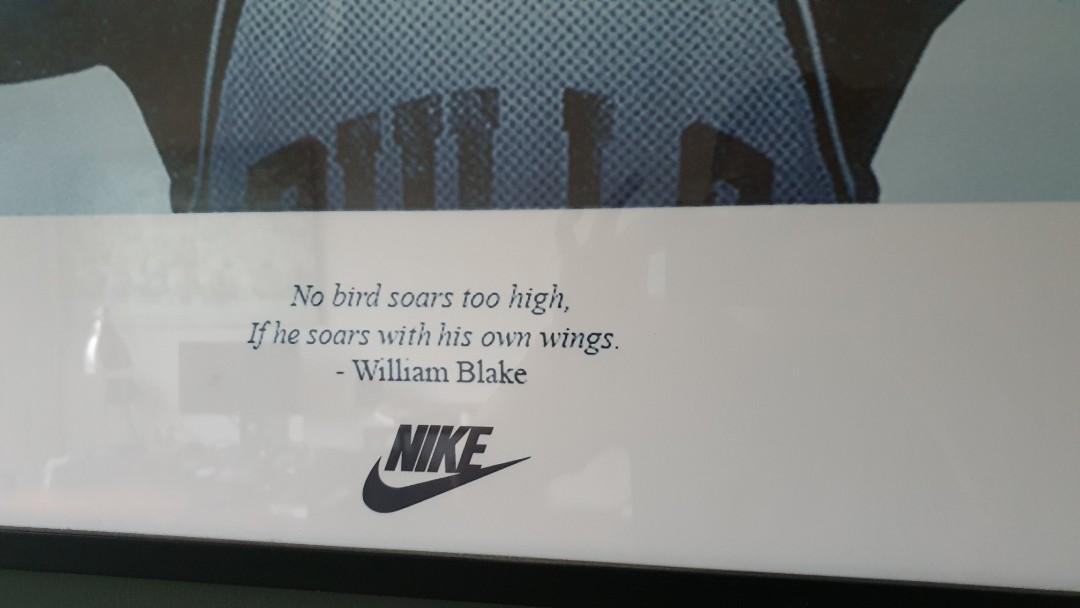 No bird soars too high,
If he soars with his own wings.
- William Blake
NIKE